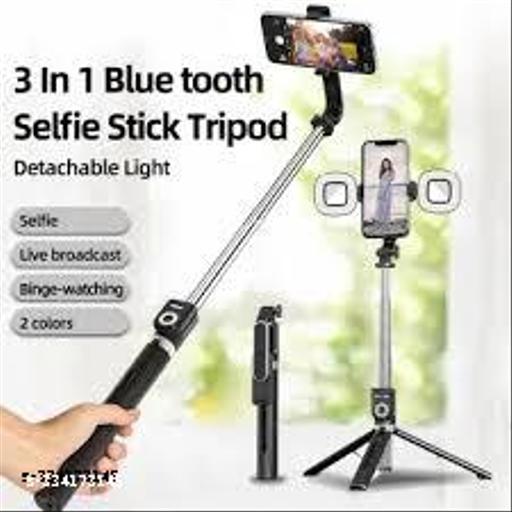 3 In 1 Blue tooth
Selfie Stick Tripod
Detachable Light
Selfie
Live broadcast
Binge-watching
2 colors